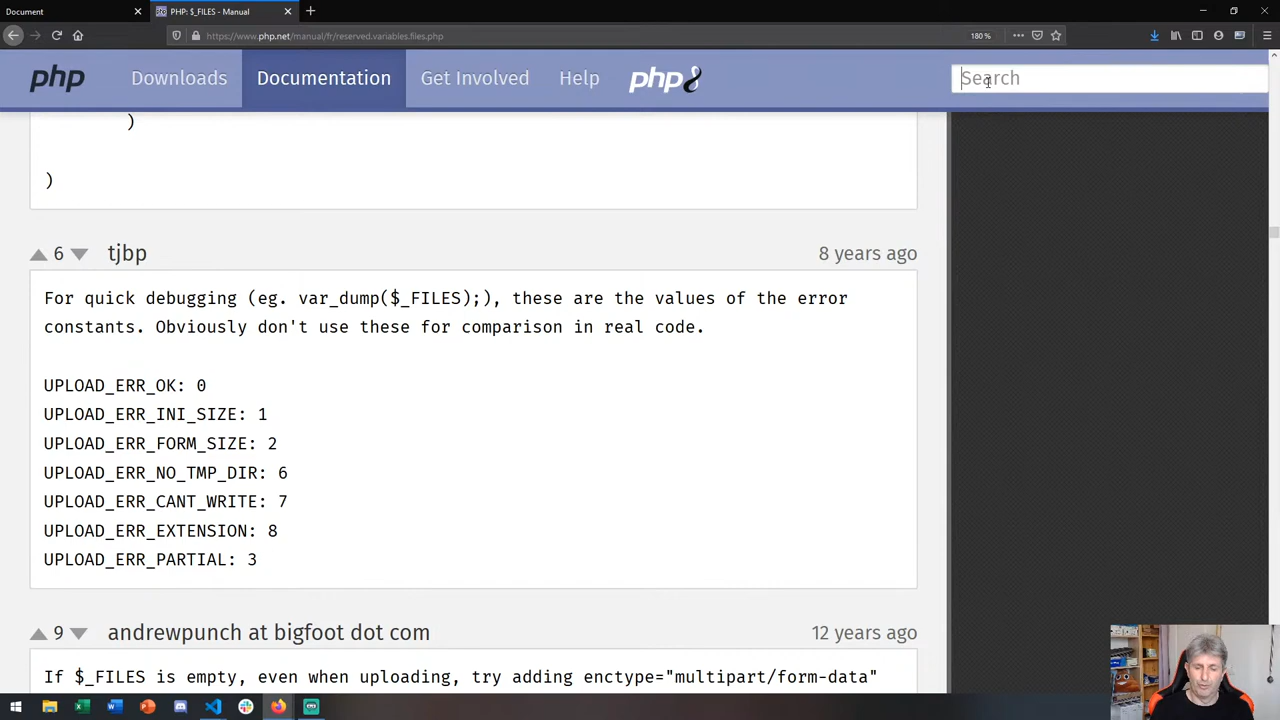 Document
PHP: $_FILES - Manual
https://www.php.net/manual/fr/reserved.variables.files.php
180 %
php
Downloads
Documentation
Get Involved
Help
php8
Search
)
)
6
tjbp
8 years ago
For quick debugging (eg. var_dump($_FILES);), these are the values of the error
constants. Obviously don't use these for comparison in real code.
UPLOAD_ERR_OK: 0
UPLOAD_ERR_INI_SIZE: 1
UPLOAD_ERR_FORM_SIZE: 2
UPLOAD_ERR_NO_TMP_DIR: 6
UPLOAD_ERR_CANT_WRITE: 7
UPLOAD_ERR_EXTENSION: 8
UPLOAD_ERR_PARTIAL: 3
9
andrewpunch at bigfoot dot com
12 years ago
If $_FILES is empty, even when uploading, try adding enctype="multipart/form-data"